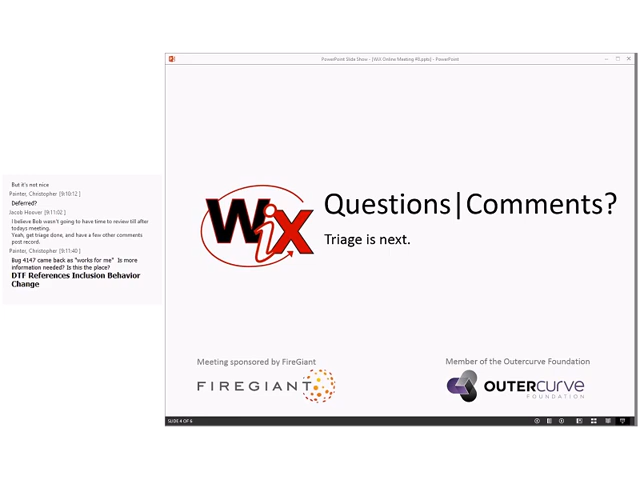 PowerPoint Slide Show - [WiX Online Meeting #8.pptx] - PowerPoint
But it's not nice
Painter, Christopher [9:10:12 ]
Deferred?
Jacob Hoover [9:11:02 ]
I believe Bob wasn't going to have time to review till after
todays meeting.
Yeah, get triage done, and have a few other comments
post record.
Painter, Christopher [9:11:40 ]
Bug 4147 came back as "works for me" Is more
information needed? Is this the place?
DTF References Inclusion Behavior
Change
WiX
Questions|Comments?
Triage is next.
Meeting sponsored by FireGiant
FIREGIANT
Member of the Outercurve Foundation
OUTERCURVE
FOUNDATION
SLIDE 4 OF 6